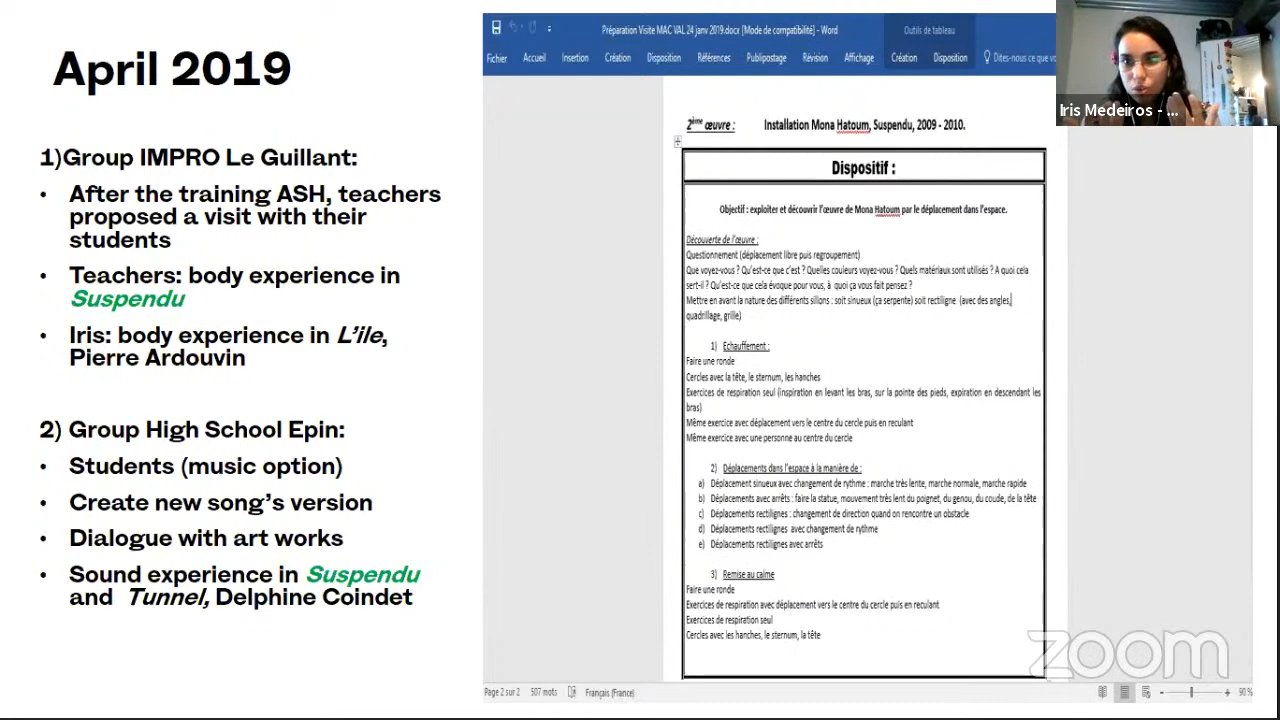 April 2019
1)Group IMPRO Le Guillant:
• After the training ASH, teachers
proposed a visit with their
students
• Teachers: body experience in
Suspendu
• Iris: body experience in L’ile,
Pierre Ardouvin
2) Group High School Epin:
• Students (music option)
• Create new song’s version
• Dialogue with art works
• Sound experience in Suspendu
and Tunnel, Delphine Coindet
Préparation Visite MAC VAL 24 janv 2019.docx [Mode de compatibilité] - Word
Outils de tableau
Fichier Accueil Insertion Création Disposition Références Publipostage Révision Affichage Création Disposition Dites-nous ce que vo
Iris Medeiros - ...
2ème œuvre : Installation Mona Hatoum, Suspendu, 2009 - 2010.
Dispositif :
Objectif : exploiter et découvrir l’œuvre de Mona Hatoum par le déplacement dans l’espace.
Découverte de l’œuvre :
Questionnement (déplacement libre puis regroupement)
Que voyez-vous ? Qu’est-ce que c’est ? Quelles couleurs voyez-vous ? Quels matériaux sont utilisés ? A quoi cela
sert-il ? Qu’est-ce que cela évoque pour vous, à quoi ça vous fait pensez ?
Mettre en avant la nature des différents sillons : soit sinueux (ça serpente) soit rectiligne (avec des angles,
quadrillage, grille)
1) Echauffement :
Faire une ronde
Cercles avec la tête, le sternum, les hanches
Exercices de respiration seul (inspiration en levant les bras, sur la pointe des pieds, expiration en descendant les
bras)
Même exercice avec déplacement vers le centre du cercle puis en reculant
Même exercice avec une personne au centre du cercle
2) Déplacements dans l’espace à la manière de :
a) Déplacement sinueux avec changement de rythme : marche très lente, marche normale, marche rapide
b) Déplacements avec arrêts : faire la statue, mouvement très lent du poignet, du genou, du coude, de la tête
c) Déplacements rectilignes : changement de direction quand on rencontre un obstacle
d) Déplacements rectilignes avec changement de rythme
e) Déplacements rectilignes avec arrêts
3) Remise au calme
Faire une ronde
Exercices de respiration avec déplacement vers le centre du cercle puis en reculant
Exercices de respiration seul
Cercles avec les hanches, le sternum, la tête
zoom
Page 2 sur 2 507 mots Français (France) - + 90 %